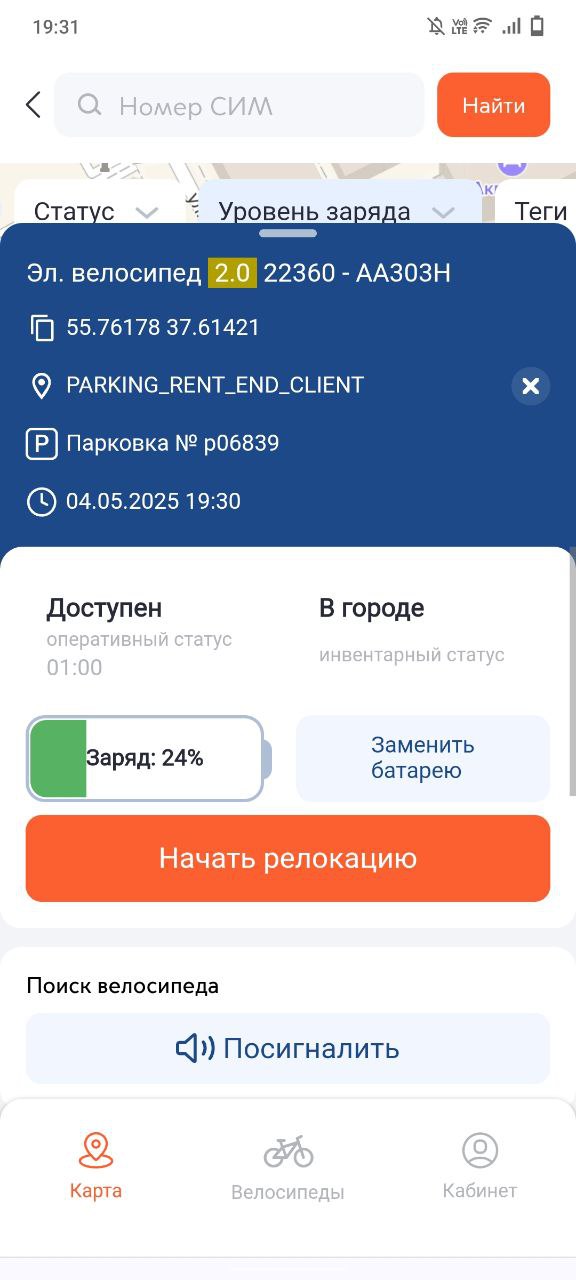 19:31
Vo) LTE
Номер СИМ
Найти
Статус
Уровень заряда
Теги
Эл. велосипед 2.0 22360 - AA303H
55.76178 37.61421
PARKING_RENT_END_CLIENT
P Парковка № p06839
04.05.2025 19:30
Доступен
оперативный статус
01:00
В городе
инвентарный статус
Заряд: 24%
Заменить
батарею
Начать релокацию
Поиск велосипеда
Посигналить
Карта
Велосипеды
Кабинет